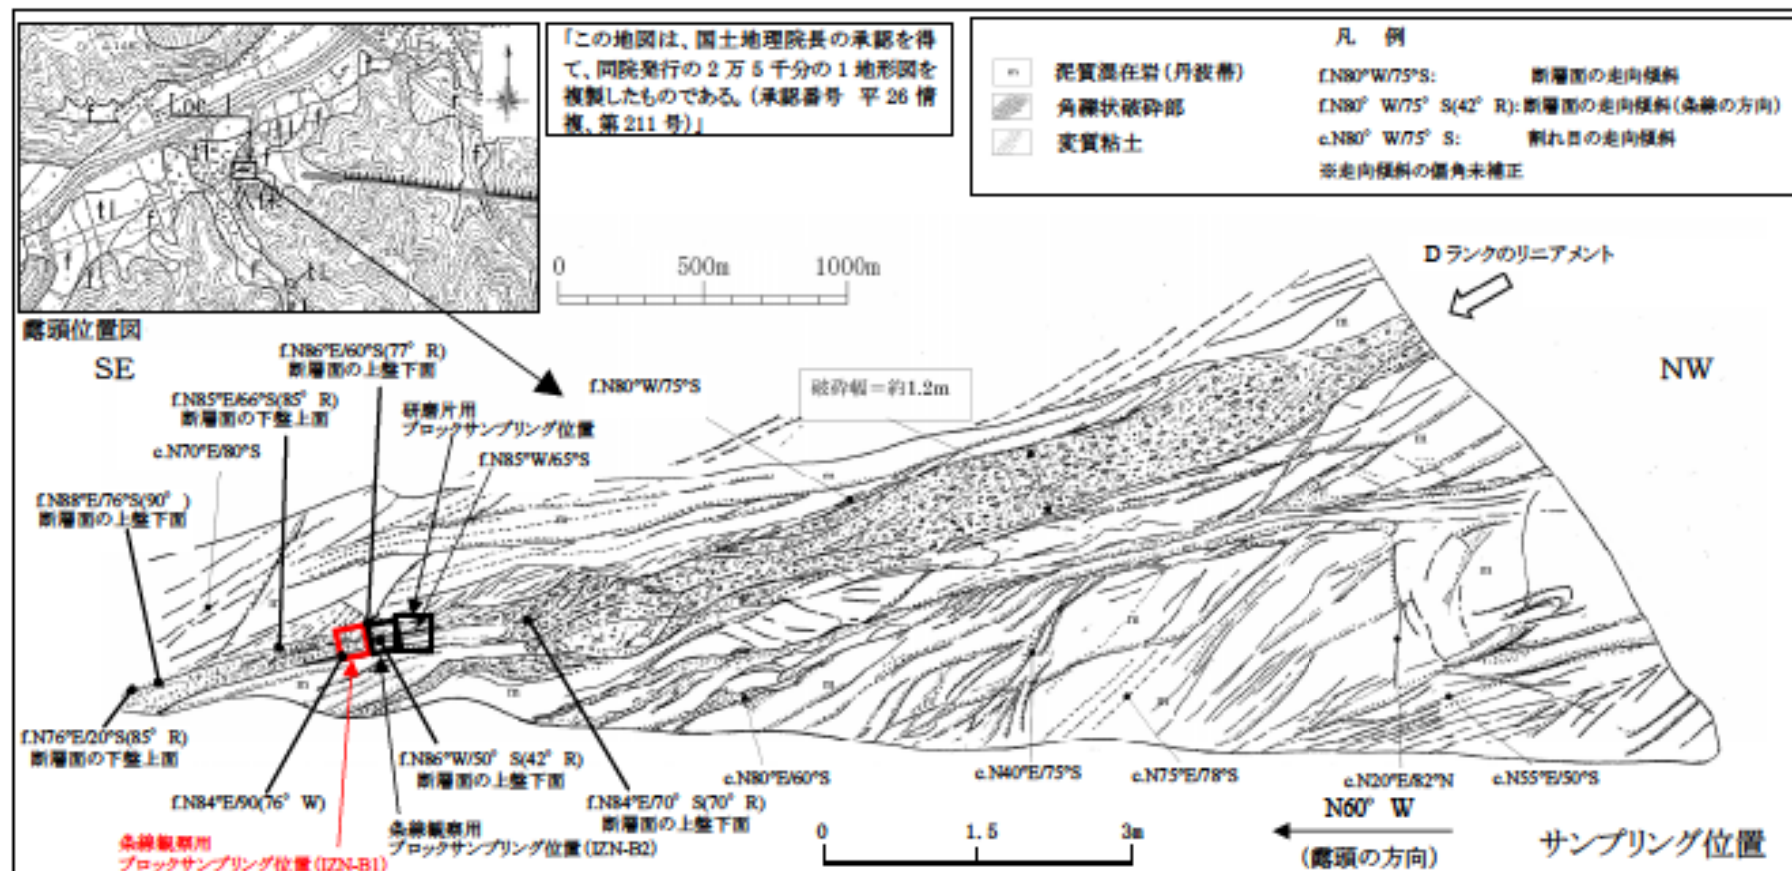 「この地図は、国土地理院長の承認を得
て、同院発行の２万５千分の１地形図を
複製したものである。（承認番号 平 26 情
複、第 211 号）」
凡 例
m
泥質混在岩（丹波帯）
角礫状破砕部
変質粘土
f.N80°W/75°S: 断層面の走向傾斜
f.N80° W/75° S(42° R): 断層面の走向傾斜(条線の方向)
c.N80° W/75° S: 割れ目の走向傾斜
※走向傾斜の偏角未補正
0 500m 1000m
D ランクのリニアメント
露頭位置図
SE
NW
f.N86°E/60°S(77° R)
断層面の上盤下面
f.N80°W/75°S
破砕幅＝約1.2m
f.N85°E/66°S(85° R)
断層面の下盤上面
研磨片用
ブロックサンプリング位置
c.N70°E/80°S
f.N85°W/65°S
f.N88°E/76°S(90° )
断層面の上盤下面
f.N76°E/20°S(85° R)
断層面の下盤上面
f.N86°W/50° S(42° R)
断層面の上盤下面
f.N84°E/90(76° W)
f.N84°E/70° S(70° R)
断層面の上盤下面
c.N80°E/60°S
c.N40°E/75°S
c.N75°E/78°S
c.N20°E/82°N
c.N55°E/50°S
条線観察用
ブロックサンプリング位置(IZN-B1)
条線観察用
ブロックサンプリング位置(IZN-B2)
0 1.5 3m
N60° W
(露頭の方向)
サンプリング位置